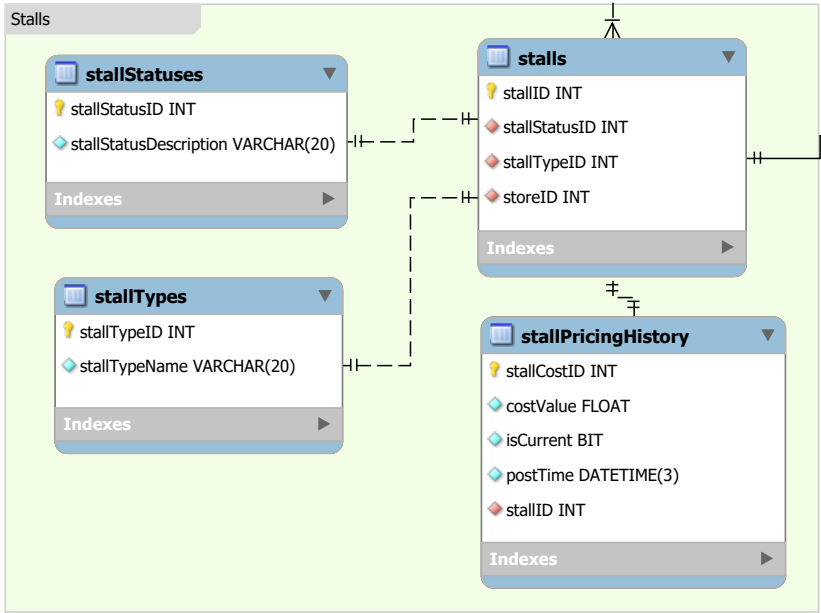 Stalls
stallStatuses
stallStatusID INT
stallStatusDescription VARCHAR(20)
Indexes
stallTypes
stallTypeID INT
stallTypeName VARCHAR(20)
Indexes
stalls
stallID INT
stallStatusID INT
stallTypeID INT
storeID INT
Indexes
stallPricingHistory
stallCostID INT
costValue FLOAT
isCurrent BIT
postTime DATETIME(3)
stallID INT
Indexes